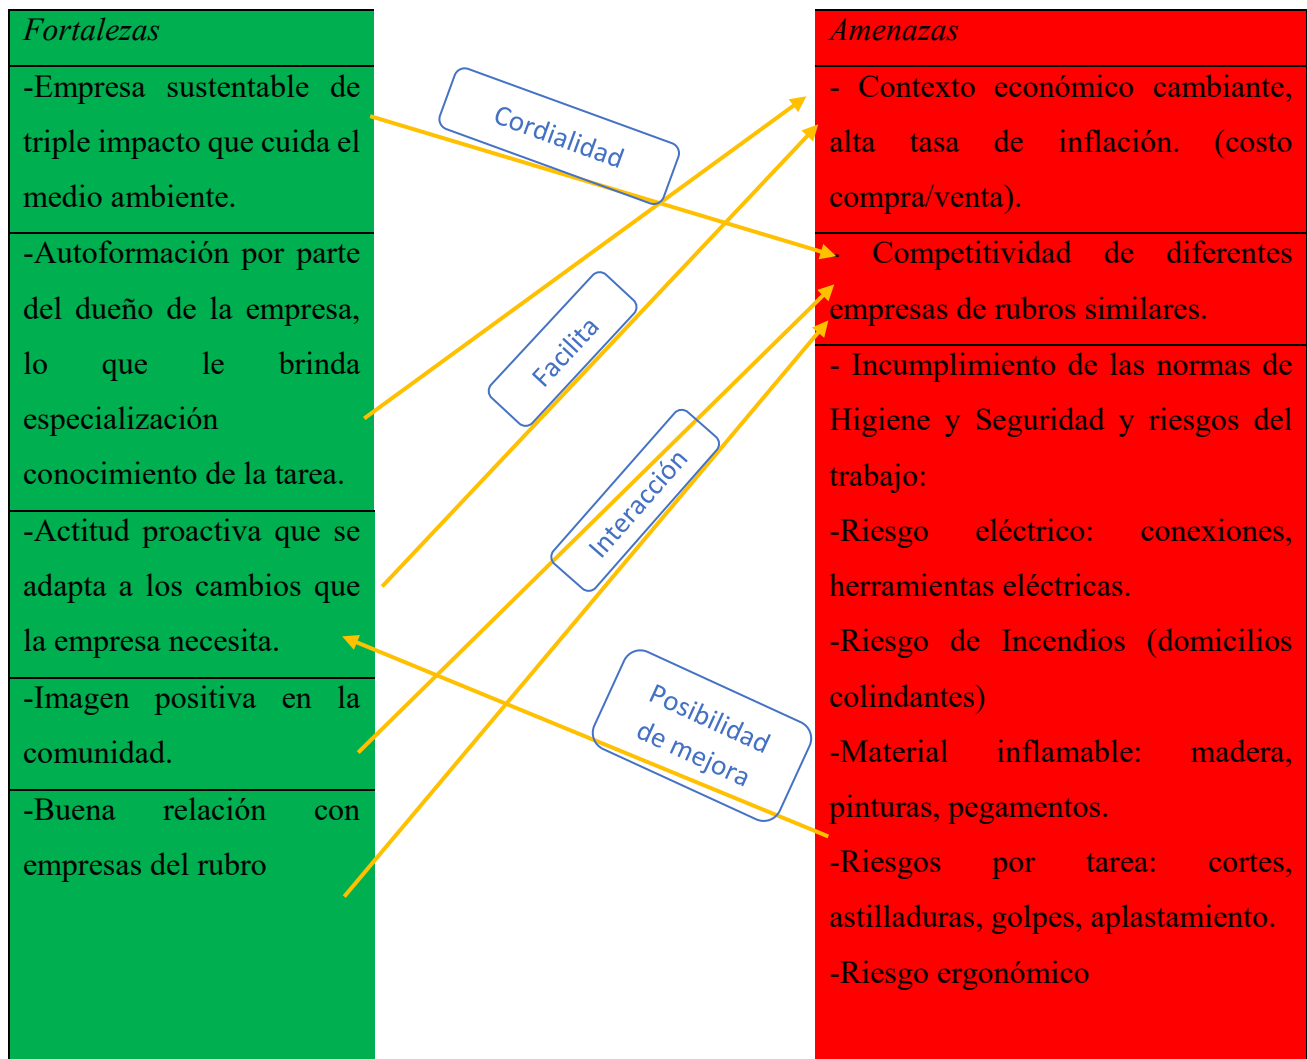 Fortalezas
-Empresa sustentable de
triple impacto que cuida el
medio ambiente.
-Autoformación por parte
del dueño de la empresa,
lo que le brinda
especialización
conocimiento de la tarea.
-Actitud proactiva que se
adapta a los cambios que
la empresa necesita.
-Imagen positiva en la
comunidad.
-Buena relación con
empresas del rubro
Cordialidad
Facilita
Interacción
Posibilidad
de mejora
Amenazas
- Contexto económico cambiante,
alta tasa de inflación. (costo
compra/venta).
- Competitividad de diferentes
empresas de rubros similares.
- Incumplimiento de las normas de
Higiene y Seguridad y riesgos del
trabajo:
-Riesgo eléctrico: conexiones,
herramientas eléctricas.
-Riesgo de Incendios (domicilios
colindantes)
-Material inflamable: madera,
pinturas, pegamentos.
-Riesgos por tarea: cortes,
astilladuras, golpes, aplastamiento.
-Riesgo ergonómico